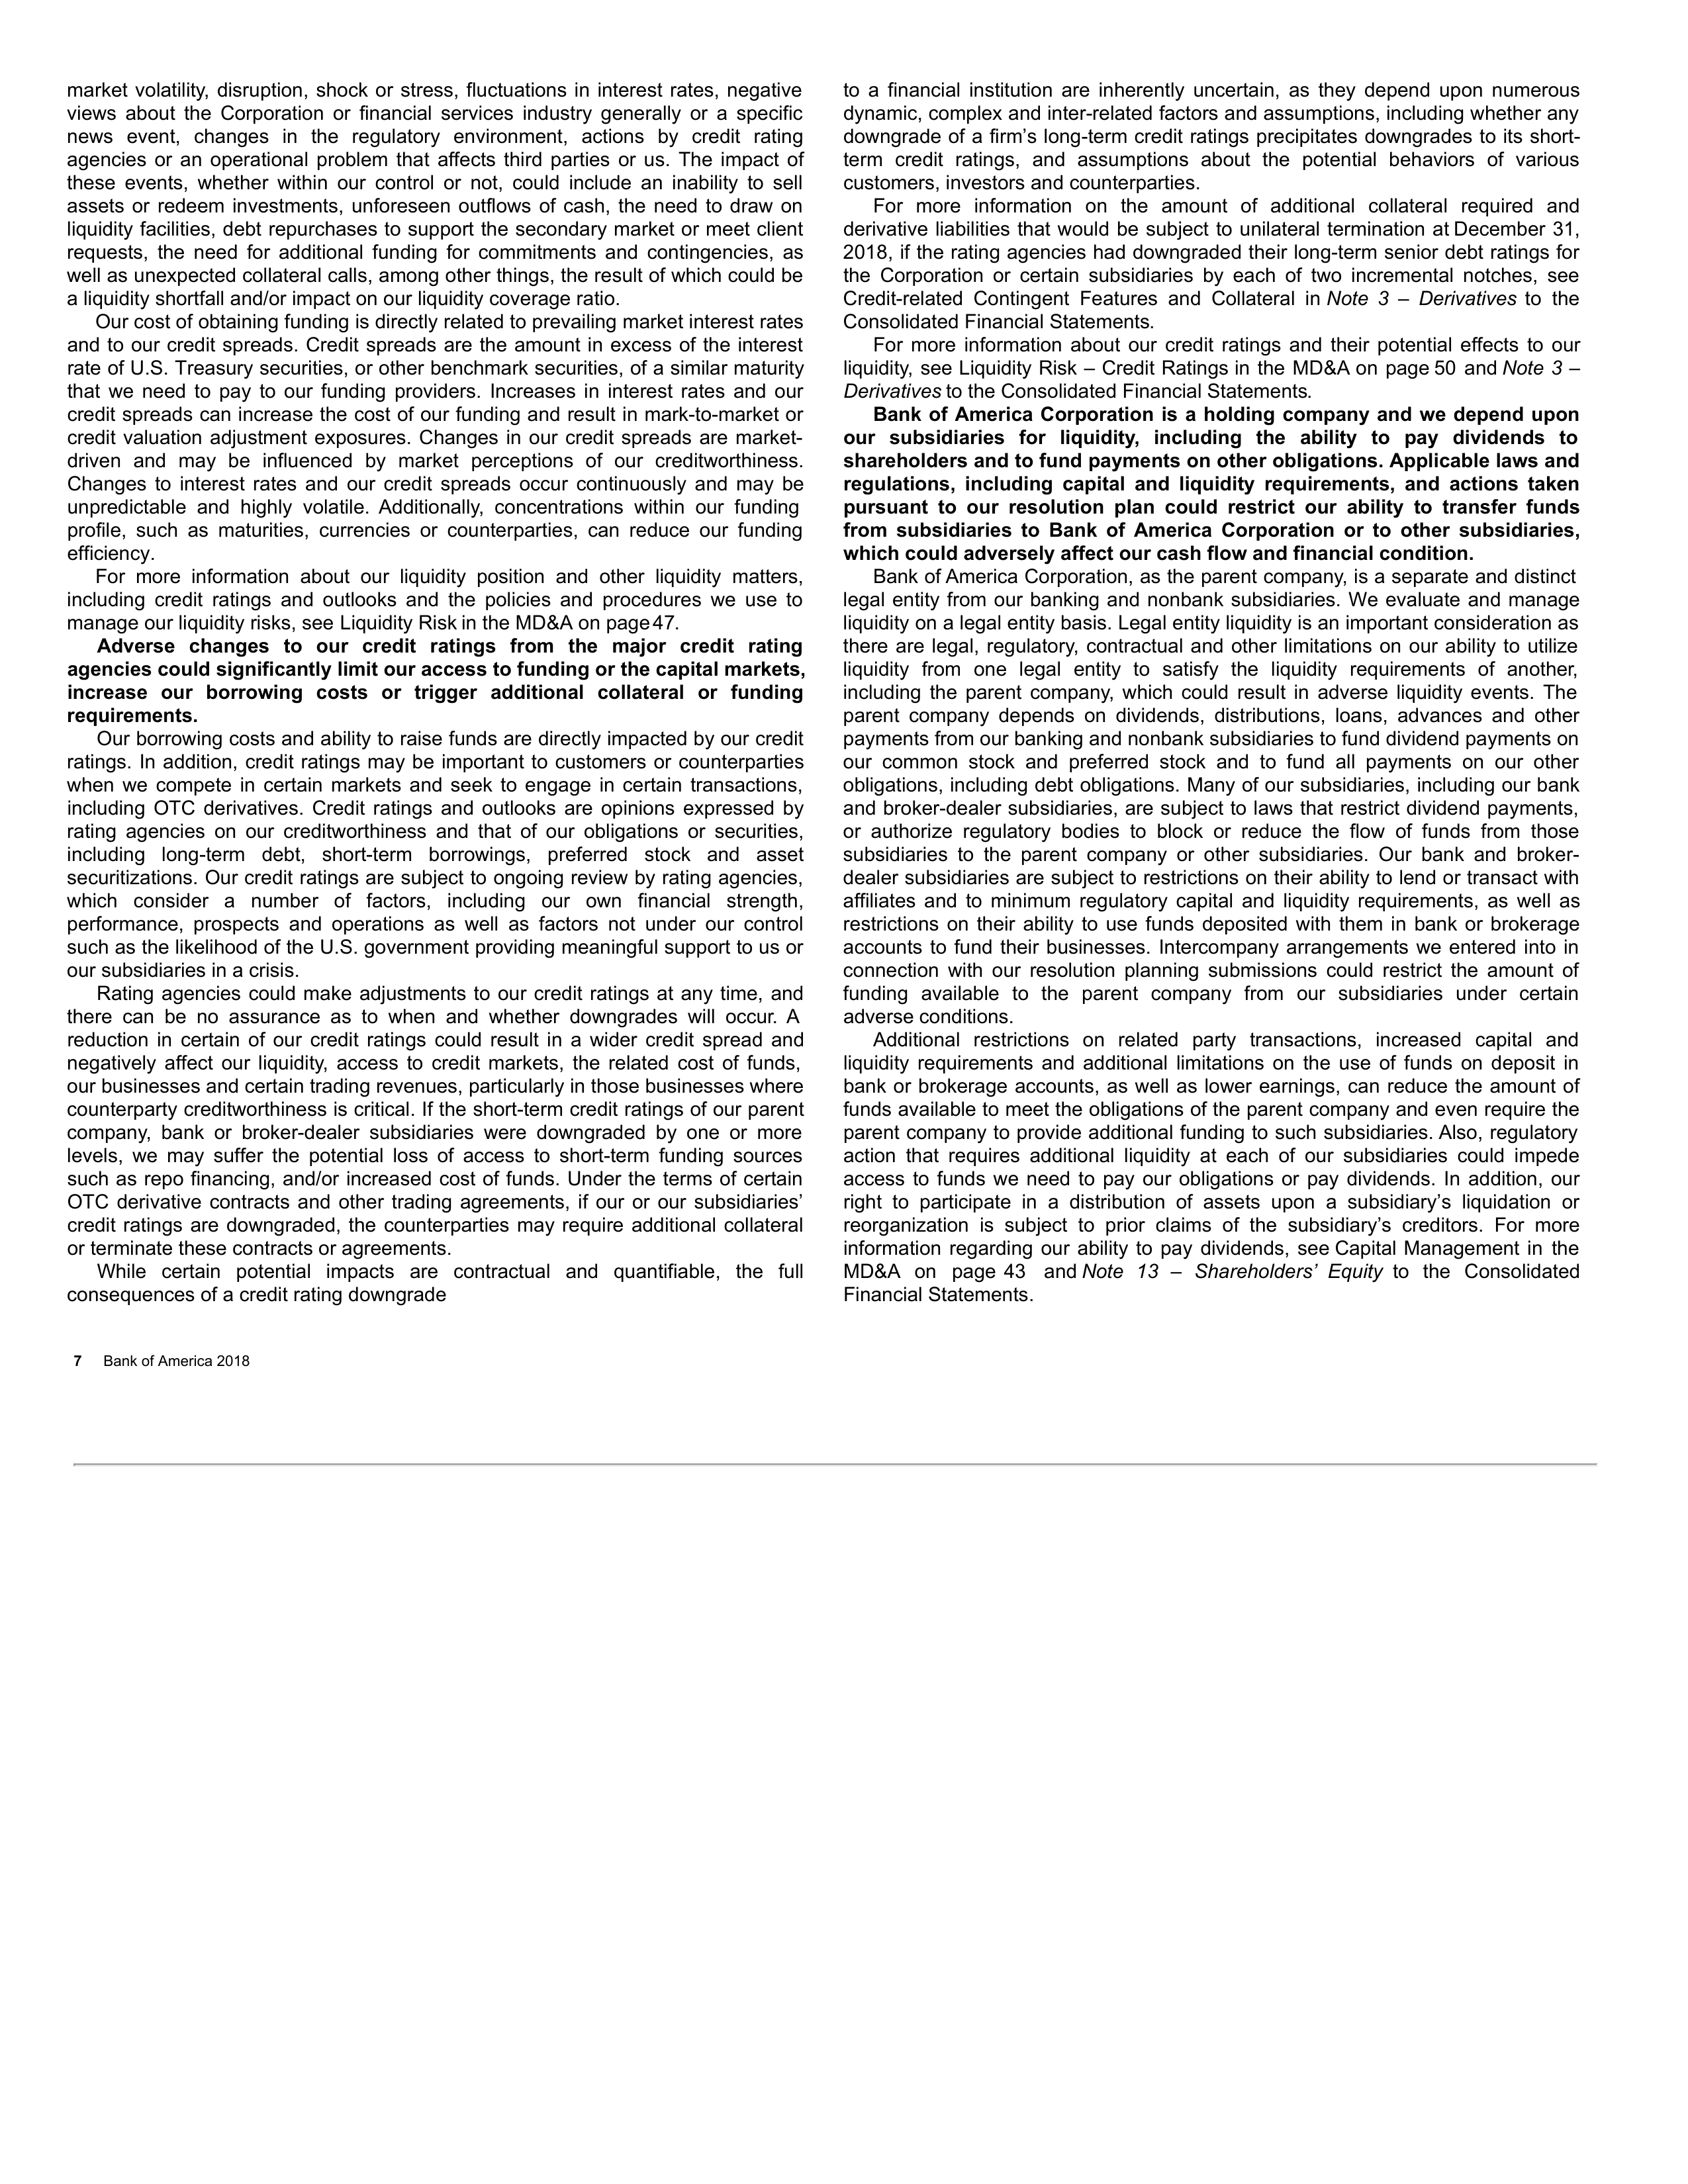 market volatility, disruption, shock or stress, fluctuations in interest rates, negative
views about the Corporation or financial services industry generally or a specific
news event, changes in the regulatory environment, actions by credit rating
agencies or an operational problem that affects third parties or us. The impact of
these events, whether within our control or not, could include an inability to sell
assets or redeem investments, unforeseen outflows of cash, the need to draw on
liquidity facilities, debt repurchases to support the secondary market or meet client
requests, the need for additional funding for commitments and contingencies, as
well as unexpected collateral calls, among other things, the result of which could be
a liquidity shortfall and/or impact on our liquidity coverage ratio.
Our cost of obtaining funding is directly related to prevailing market interest rates
and to our credit spreads. Credit spreads are the amount in excess of the interest
rate of U.S. Treasury securities, or other benchmark securities, of a similar maturity
that we need to pay to our funding providers. Increases in interest rates and our
credit spreads can increase the cost of our funding and result in mark-to-market or
credit valuation adjustment exposures. Changes in our credit spreads are market-
driven and may be influenced by market perceptions of our creditworthiness.
Changes to interest rates and our credit spreads occur continuously and may be
unpredictable and highly volatile. Additionally, concentrations within our funding
profile, such as maturities, currencies or counterparties, can reduce our funding
efficiency.
For more information about our liquidity position and other liquidity matters,
including credit ratings and outlooks and the policies and procedures we use to
manage our liquidity risks, see Liquidity Risk in the MD&A on page 47.
Adverse changes to our credit ratings from the major credit rating
agencies could significantly limit our access to funding or the capital markets,
increase our borrowing costs or trigger additional collateral or funding
requirements.
Our borrowing costs and ability to raise funds are directly impacted by our credit
ratings. In addition, credit ratings may be important to customers or counterparties
when we compete in certain markets and seek to engage in certain transactions,
including OTC derivatives. Credit ratings and outlooks are opinions expressed by
rating agencies on our creditworthiness and that of our obligations or securities,
including long-term debt, short-term borrowings, preferred stock and asset
securitizations. Our credit ratings are subject to ongoing review by rating agencies,
which consider a number of factors, including our own financial strength,
performance, prospects and operations as well as factors not under our control
such as the likelihood of the U.S. government providing meaningful support to us or
our subsidiaries in a crisis.
Rating agencies could make adjustments to our credit ratings at any time, and
there can be no assurance as to when and whether downgrades will occur. A
reduction in certain of our credit ratings could result in a wider credit spread and
negatively affect our liquidity, access to credit markets, the related cost of funds,
our businesses and certain trading revenues, particularly in those businesses where
counterparty creditworthiness is critical. If the short-term credit ratings of our parent
company, bank or broker-dealer subsidiaries were downgraded by one or more
levels, we may suffer the potential loss of access to short-term funding sources
such as repo financing, and/or increased cost of funds. Under the terms of certain
OTC derivative contracts and other trading agreements, if our or our subsidiaries’
credit ratings are downgraded, the counterparties may require additional collateral
or terminate these contracts or agreements.
While certain potential impacts are contractual and quantifiable, the full
consequences of a credit rating downgrade
to a financial institution are inherently uncertain, as they depend upon numerous
dynamic, complex and inter-related factors and assumptions, including whether any
downgrade of a firm’s long-term credit ratings precipitates downgrades to its short-
term credit ratings, and assumptions about the potential behaviors of various
customers, investors and counterparties.
For more information on the amount of additional collateral required and
derivative liabilities that would be subject to unilateral termination at December 31,
2018, if the rating agencies had downgraded their long-term senior debt ratings for
the Corporation or certain subsidiaries by each of two incremental notches, see
Credit-related Contingent Features and Collateral in Note 3 – Derivatives to the
Consolidated Financial Statements.
For more information about our credit ratings and their potential effects to our
liquidity, see Liquidity Risk – Credit Ratings in the MD&A on page 50 and Note 3 –
Derivatives to the Consolidated Financial Statements.
Bank of America Corporation is a holding company and we depend upon
our subsidiaries for liquidity, including the ability to pay dividends to
shareholders and to fund payments on other obligations. Applicable laws and
regulations, including capital and liquidity requirements, and actions taken
pursuant to our resolution plan could restrict our ability to transfer funds
from subsidiaries to Bank of America Corporation or to other subsidiaries,
which could adversely affect our cash flow and financial condition.
Bank of America Corporation, as the parent company, is a separate and distinct
legal entity from our banking and nonbank subsidiaries. We evaluate and manage
liquidity on a legal entity basis. Legal entity liquidity is an important consideration as
there are legal, regulatory, contractual and other limitations on our ability to utilize
liquidity from one legal entity to satisfy the liquidity requirements of another,
including the parent company, which could result in adverse liquidity events. The
parent company depends on dividends, distributions, loans, advances and other
payments from our banking and nonbank subsidiaries to fund dividend payments on
our common stock and preferred stock and to fund all payments on our other
obligations, including debt obligations. Many of our subsidiaries, including our bank
and broker-dealer subsidiaries, are subject to laws that restrict dividend payments,
or authorize regulatory bodies to block or reduce the flow of funds from those
subsidiaries to the parent company or other subsidiaries. Our bank and broker-
dealer subsidiaries are subject to restrictions on their ability to lend or transact with
affiliates and to minimum regulatory capital and liquidity requirements, as well as
restrictions on their ability to use funds deposited with them in bank or brokerage
accounts to fund their businesses. Intercompany arrangements we entered into in
connection with our resolution planning submissions could restrict the amount of
funding available to the parent company from our subsidiaries under certain
adverse conditions.
Additional restrictions on related party transactions, increased capital and
liquidity requirements and additional limitations on the use of funds on deposit in
bank or brokerage accounts, as well as lower earnings, can reduce the amount of
funds available to meet the obligations of the parent company and even require the
parent company to provide additional funding to such subsidiaries. Also, regulatory
action that requires additional liquidity at each of our subsidiaries could impede
access to funds we need to pay our obligations or pay dividends. In addition, our
right to participate in a distribution of assets upon a subsidiary’s liquidation or
reorganization is subject to prior claims of the subsidiary’s creditors. For more
information regarding our ability to pay dividends, see Capital Management in the
MD&A on page 43 and Note 13 – Shareholders’ Equity to the Consolidated
Financial Statements.
7 Bank of America 2018